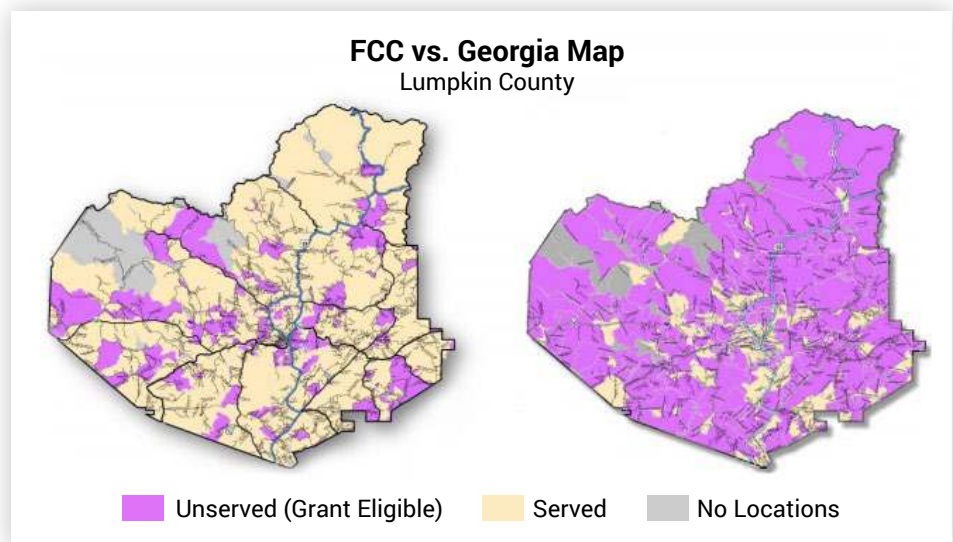 FCC vs. Georgia Map
Lumpkin County
Unserved (Grant Eligible)
Served
No Locations